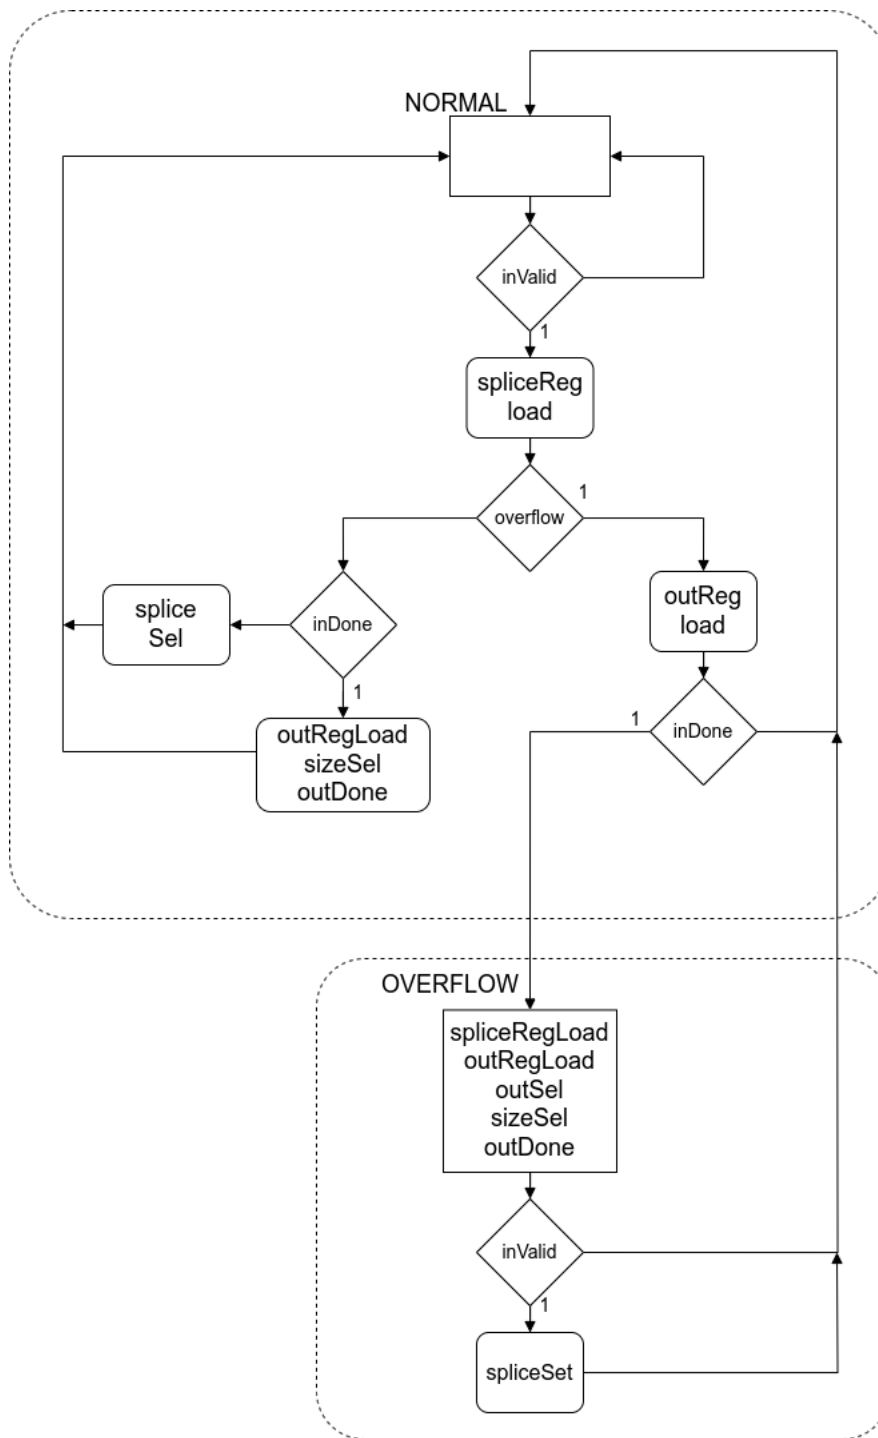 NORMAL
inValid
1
spliceReg
load
overflow
1
splice
Sel
inDone
1
outReg
load
outRegLoad
sizeSel
outDone
1
inDone
OVERFLOW
spliceRegLoad
outRegLoad
outSel
sizeSel
outDone
inValid
1
spliceSet